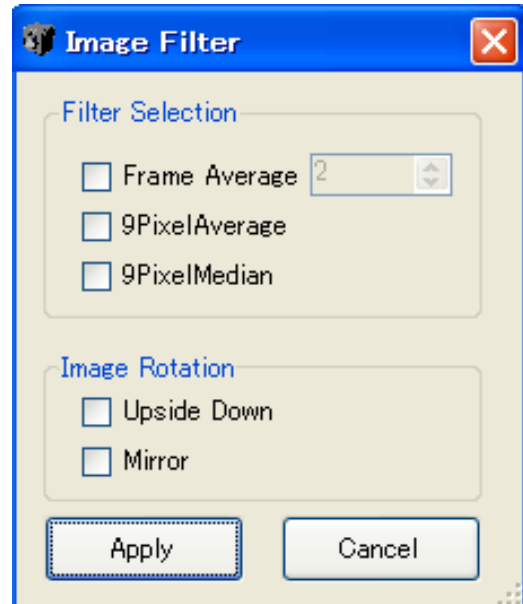 Image Filter
Filter Selection
Frame Average 2
9PixelAverage
9PixelMedian
Image Rotation
Upside Down
Mirror
Apply Cancel